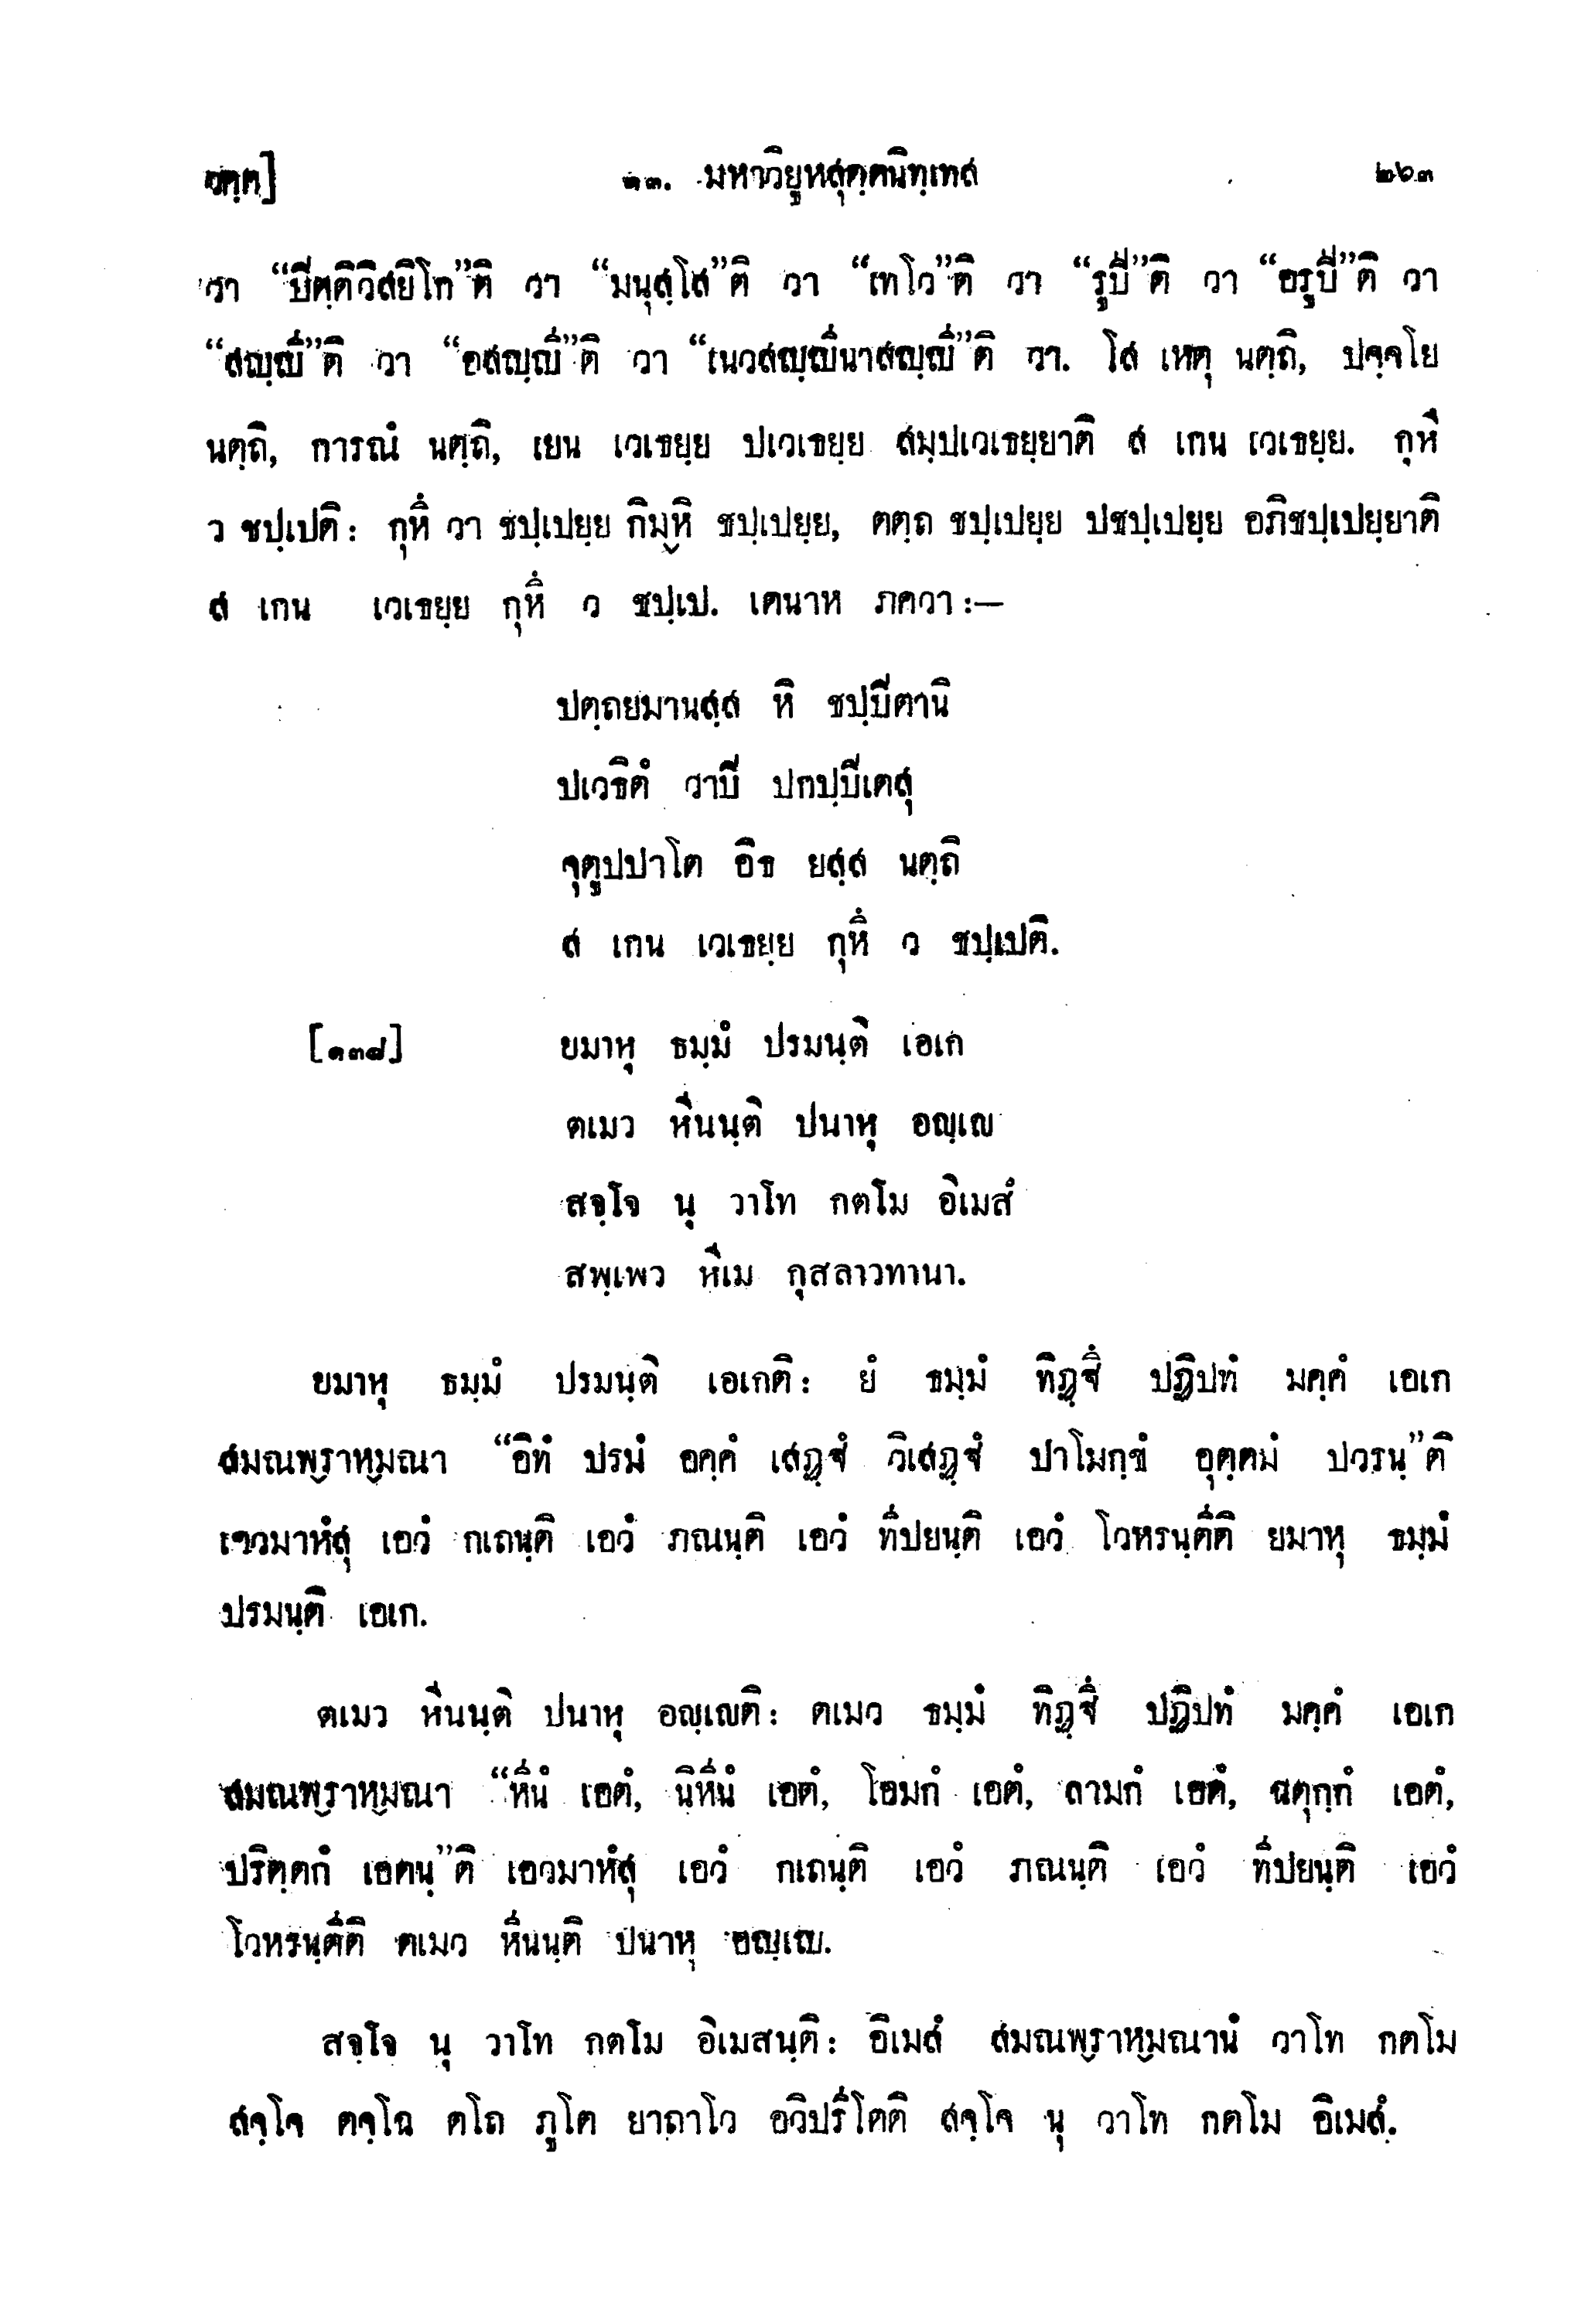 วคฺค]
๑๓. มหาวิยูหสุตฺตนิทฺเทส
๒๖๓
วา “ปิตฺติวิสยิโก”ติ วา “มนุสฺโส”ติ วา “เทโว”ติ วา “รูปี”ติ วา “อรูปี”ติ วา
“สญฺญี”ติ วา “อสญฺญี”ติ วา “เนวสญฺญีนาสญฺญี”ติ วา. โส เหตุ นตฺถิ, ปจฺจโย
นตฺถิ, การณํ นตฺถิ, เยน เวเธยฺย ปเวเธยฺย สมฺปเวเธยฺยาติ ส เกน เวเธยฺย. กุหึ
ว ชปฺเปติ: กุหึ วา ชปฺเปยฺย กิมฺหิ ชปฺเปยฺย, ตตฺถ ชปฺเปยฺย ปชปฺเปยฺย อภิชปฺเปยฺยาติ
ส เกน เวเธยฺย กุหึ ว ชปฺเป. เตนาห ภควา:—
ปตฺถยมานสฺส หิ ชปฺปิตานิ
ปเวธิตํ วาปิ ปกปฺปิเตสุ
จุตูปปาโต อิธ ยสฺส นตฺถิ
ส เกน เวเธยฺย กุหึ ว ชปฺเปติ.
[๑๓๘]
ยมาหุ ธมฺมํ ปรมนฺติ เอเก
ตเมว หีนนฺติ ปนาหุ อญฺเญ
สจฺโจ นุ วาโท กตโม อิเมสํ
สพฺเพว หีเม กุสลาวทานา.
ยมาหุ ธมฺมํ ปรมนฺติ เอเกติ: ยํ ธมฺมํ ทิฏฺฐึ ปฏิปทํ มคฺคํ เอเก
สมณพฺราหฺมณา “อิทํ ปรมํ อคฺคํ เสฏฺฐํ วิเสฏฺฐํ ปาโมกฺขํ อุตฺตมํ ปวรนฺ”ติ
เอวมาหํสุ เอวํ กเถนฺติ เอวํ ภณนฺติ เอวํ ทีปยนฺติ เอวํ โวหรนฺตีติ ยมาหุ ธมฺมํ
ปรมนฺติ เอเก.
ตเมว หีนนฺติ ปนาหุ อญฺเญติ: ตเมว ธมฺมํ ทิฏฺฐึ ปฏิปทํ มคฺคํ เอเก
สมณพฺราหฺมณา “หีนํ เอตํ, นิหีนํ เอตํ, โอมกํ เอตํ, ลามกํ เอตํ, ฉตุกฺกํ เอตํ,
ปริตฺตกํ เอตนฺ”ติ เอวมาหํสุ เอวํ กเถนฺติ เอวํ ภณนฺติ เอวํ ทีปยนฺติ เอวํ
โวหรนฺตีติ ตเมว หีนนฺติ ปนาหุ อญฺเญ.
สจฺโจ นุ วาโท กตโม อิเมสนฺติ: อิเมสํ สมณพฺราหฺมณานํ วาโท กตโม
สจฺโจ ตจฺโฉ ตโถ ภูโต ยาถาโว อวิปรีโตติ สจฺโจ นุ วาโท กตโม อิเมสํ.